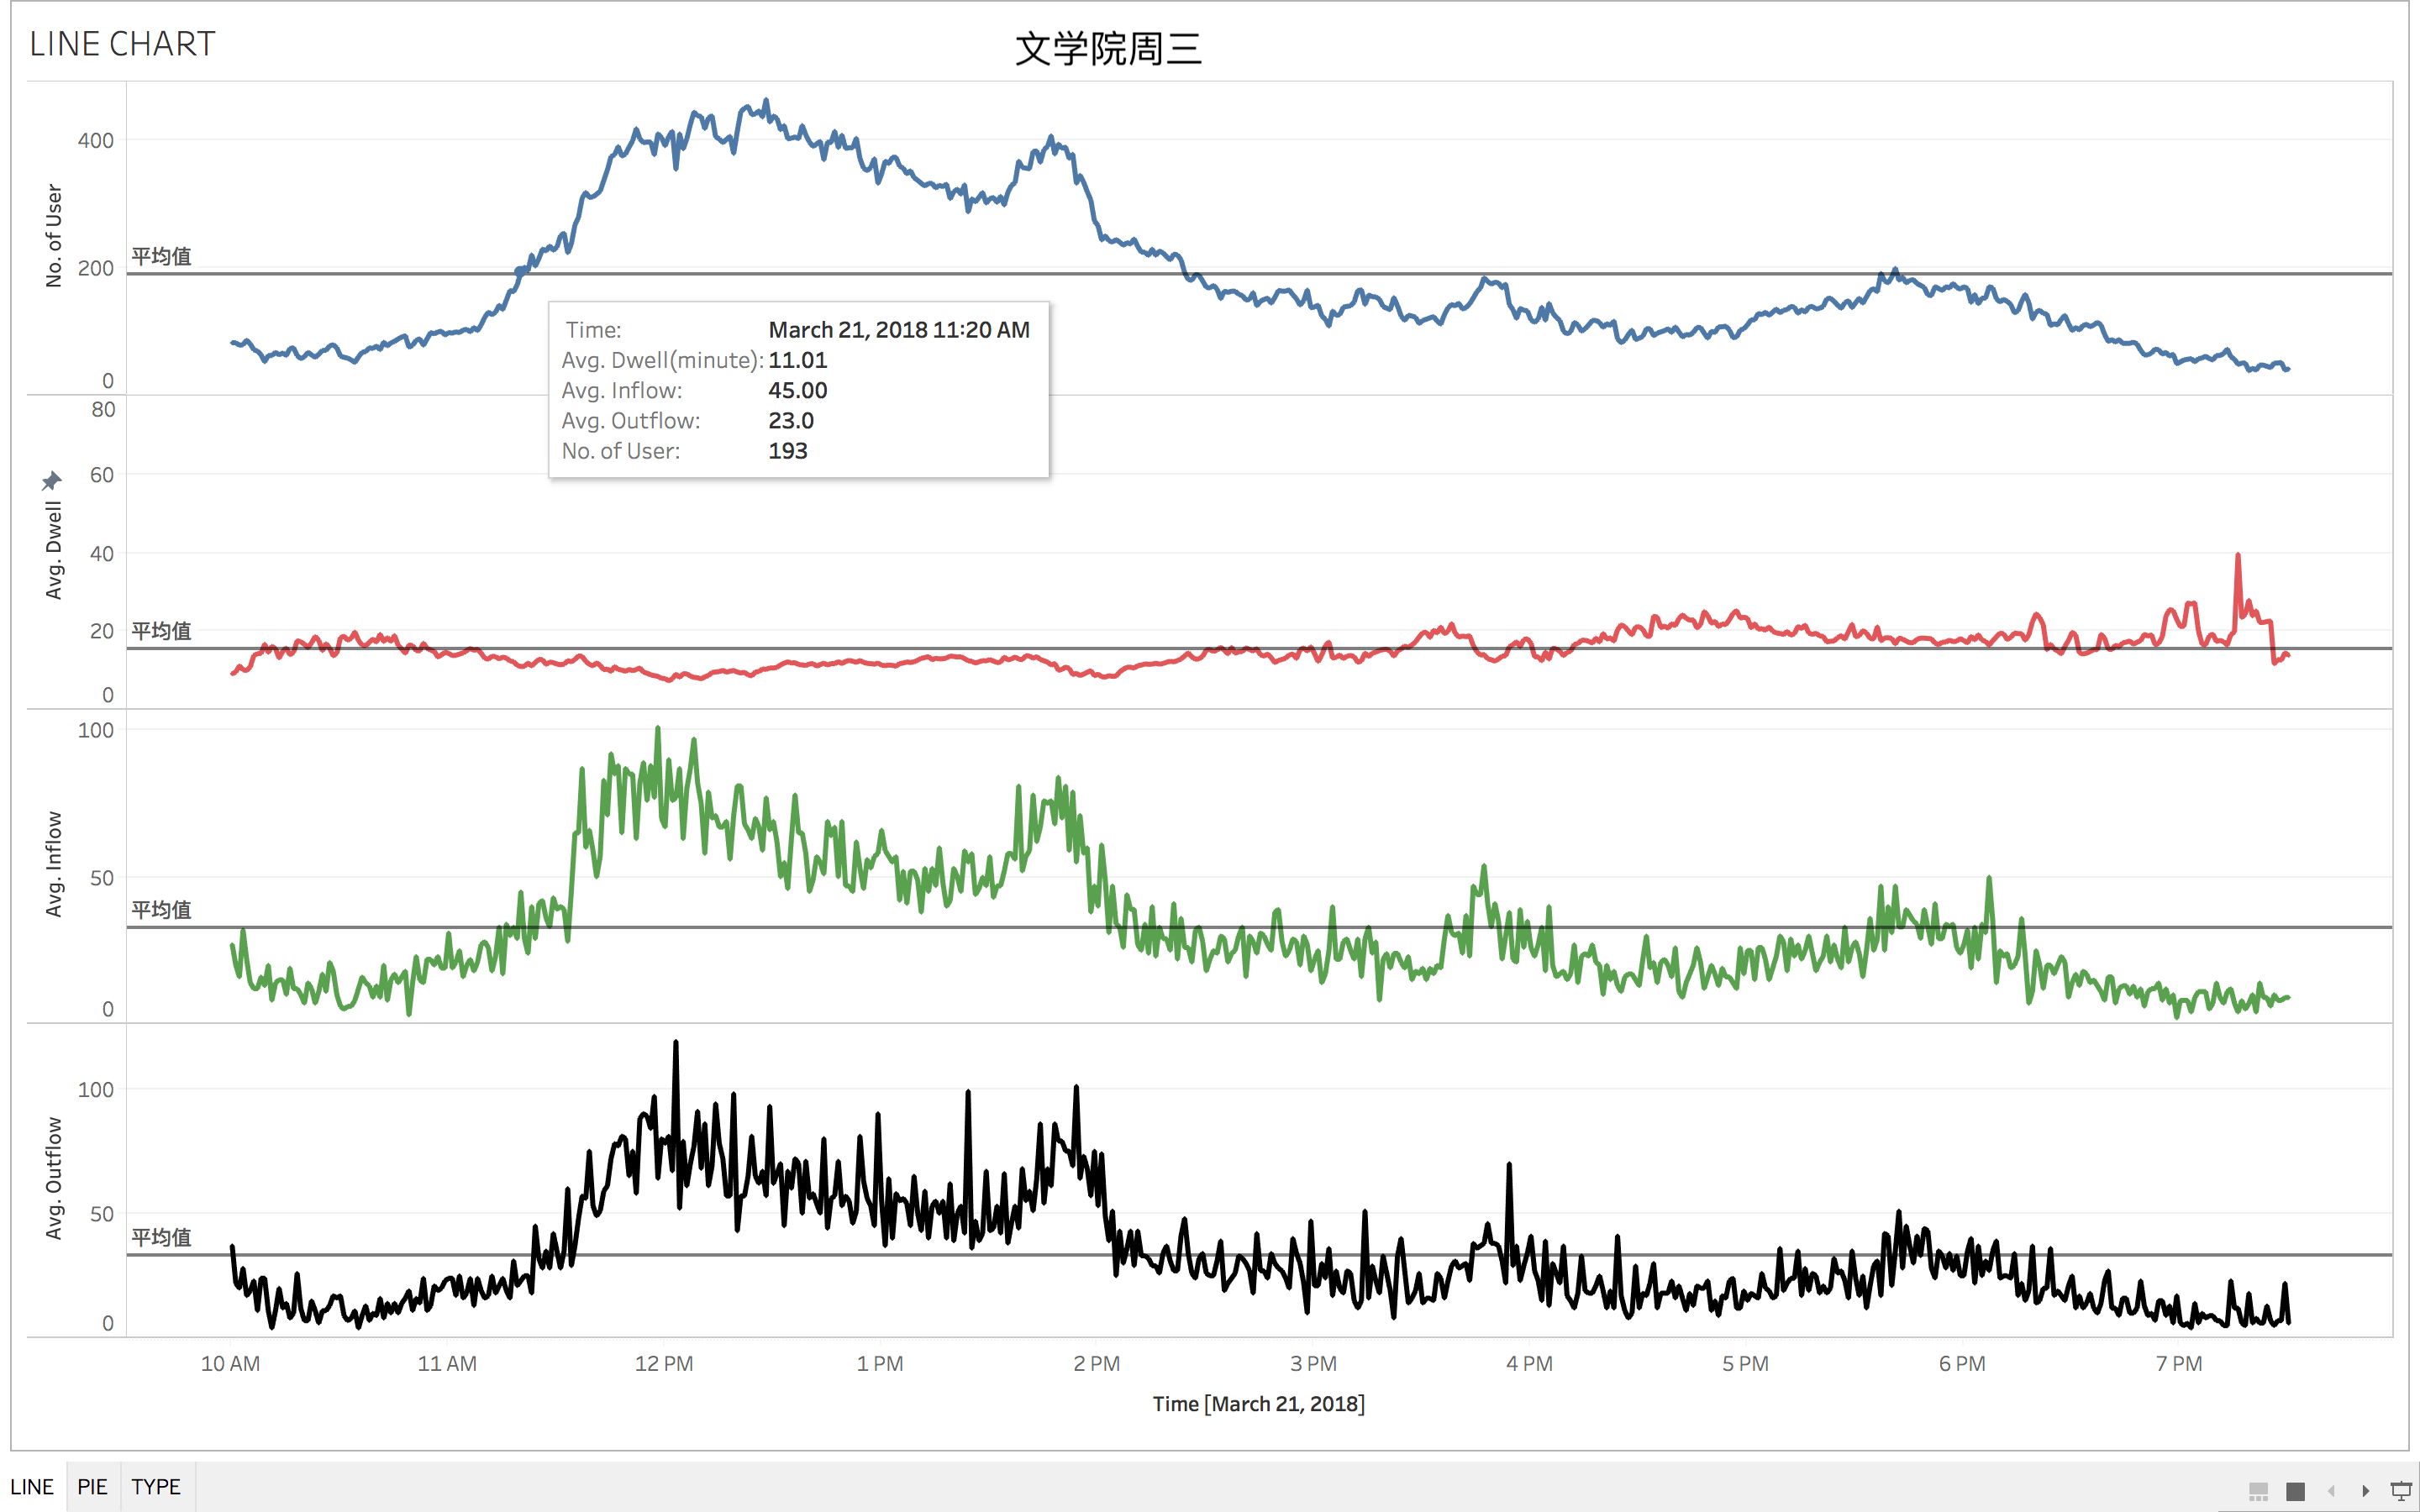 LINE CHART
文学院周三
No. of User
400
200
0
平均值
Time: March 21, 2018 11:20 AM
Avg. Dwell(minute): 11.01
Avg. Inflow: 45.00
Avg. Outflow: 23.0
No. of User: 193
Avg. Dwell
80
60
40
20
0
平均值
Avg. Inflow
100
50
0
平均值
Avg. Outflow
100
50
0
平均值
10 AM 11 AM 12 PM 1 PM 2 PM 3 PM 4 PM 5 PM 6 PM 7 PM
Time [March 21, 2018]
LINE PIE TYPE